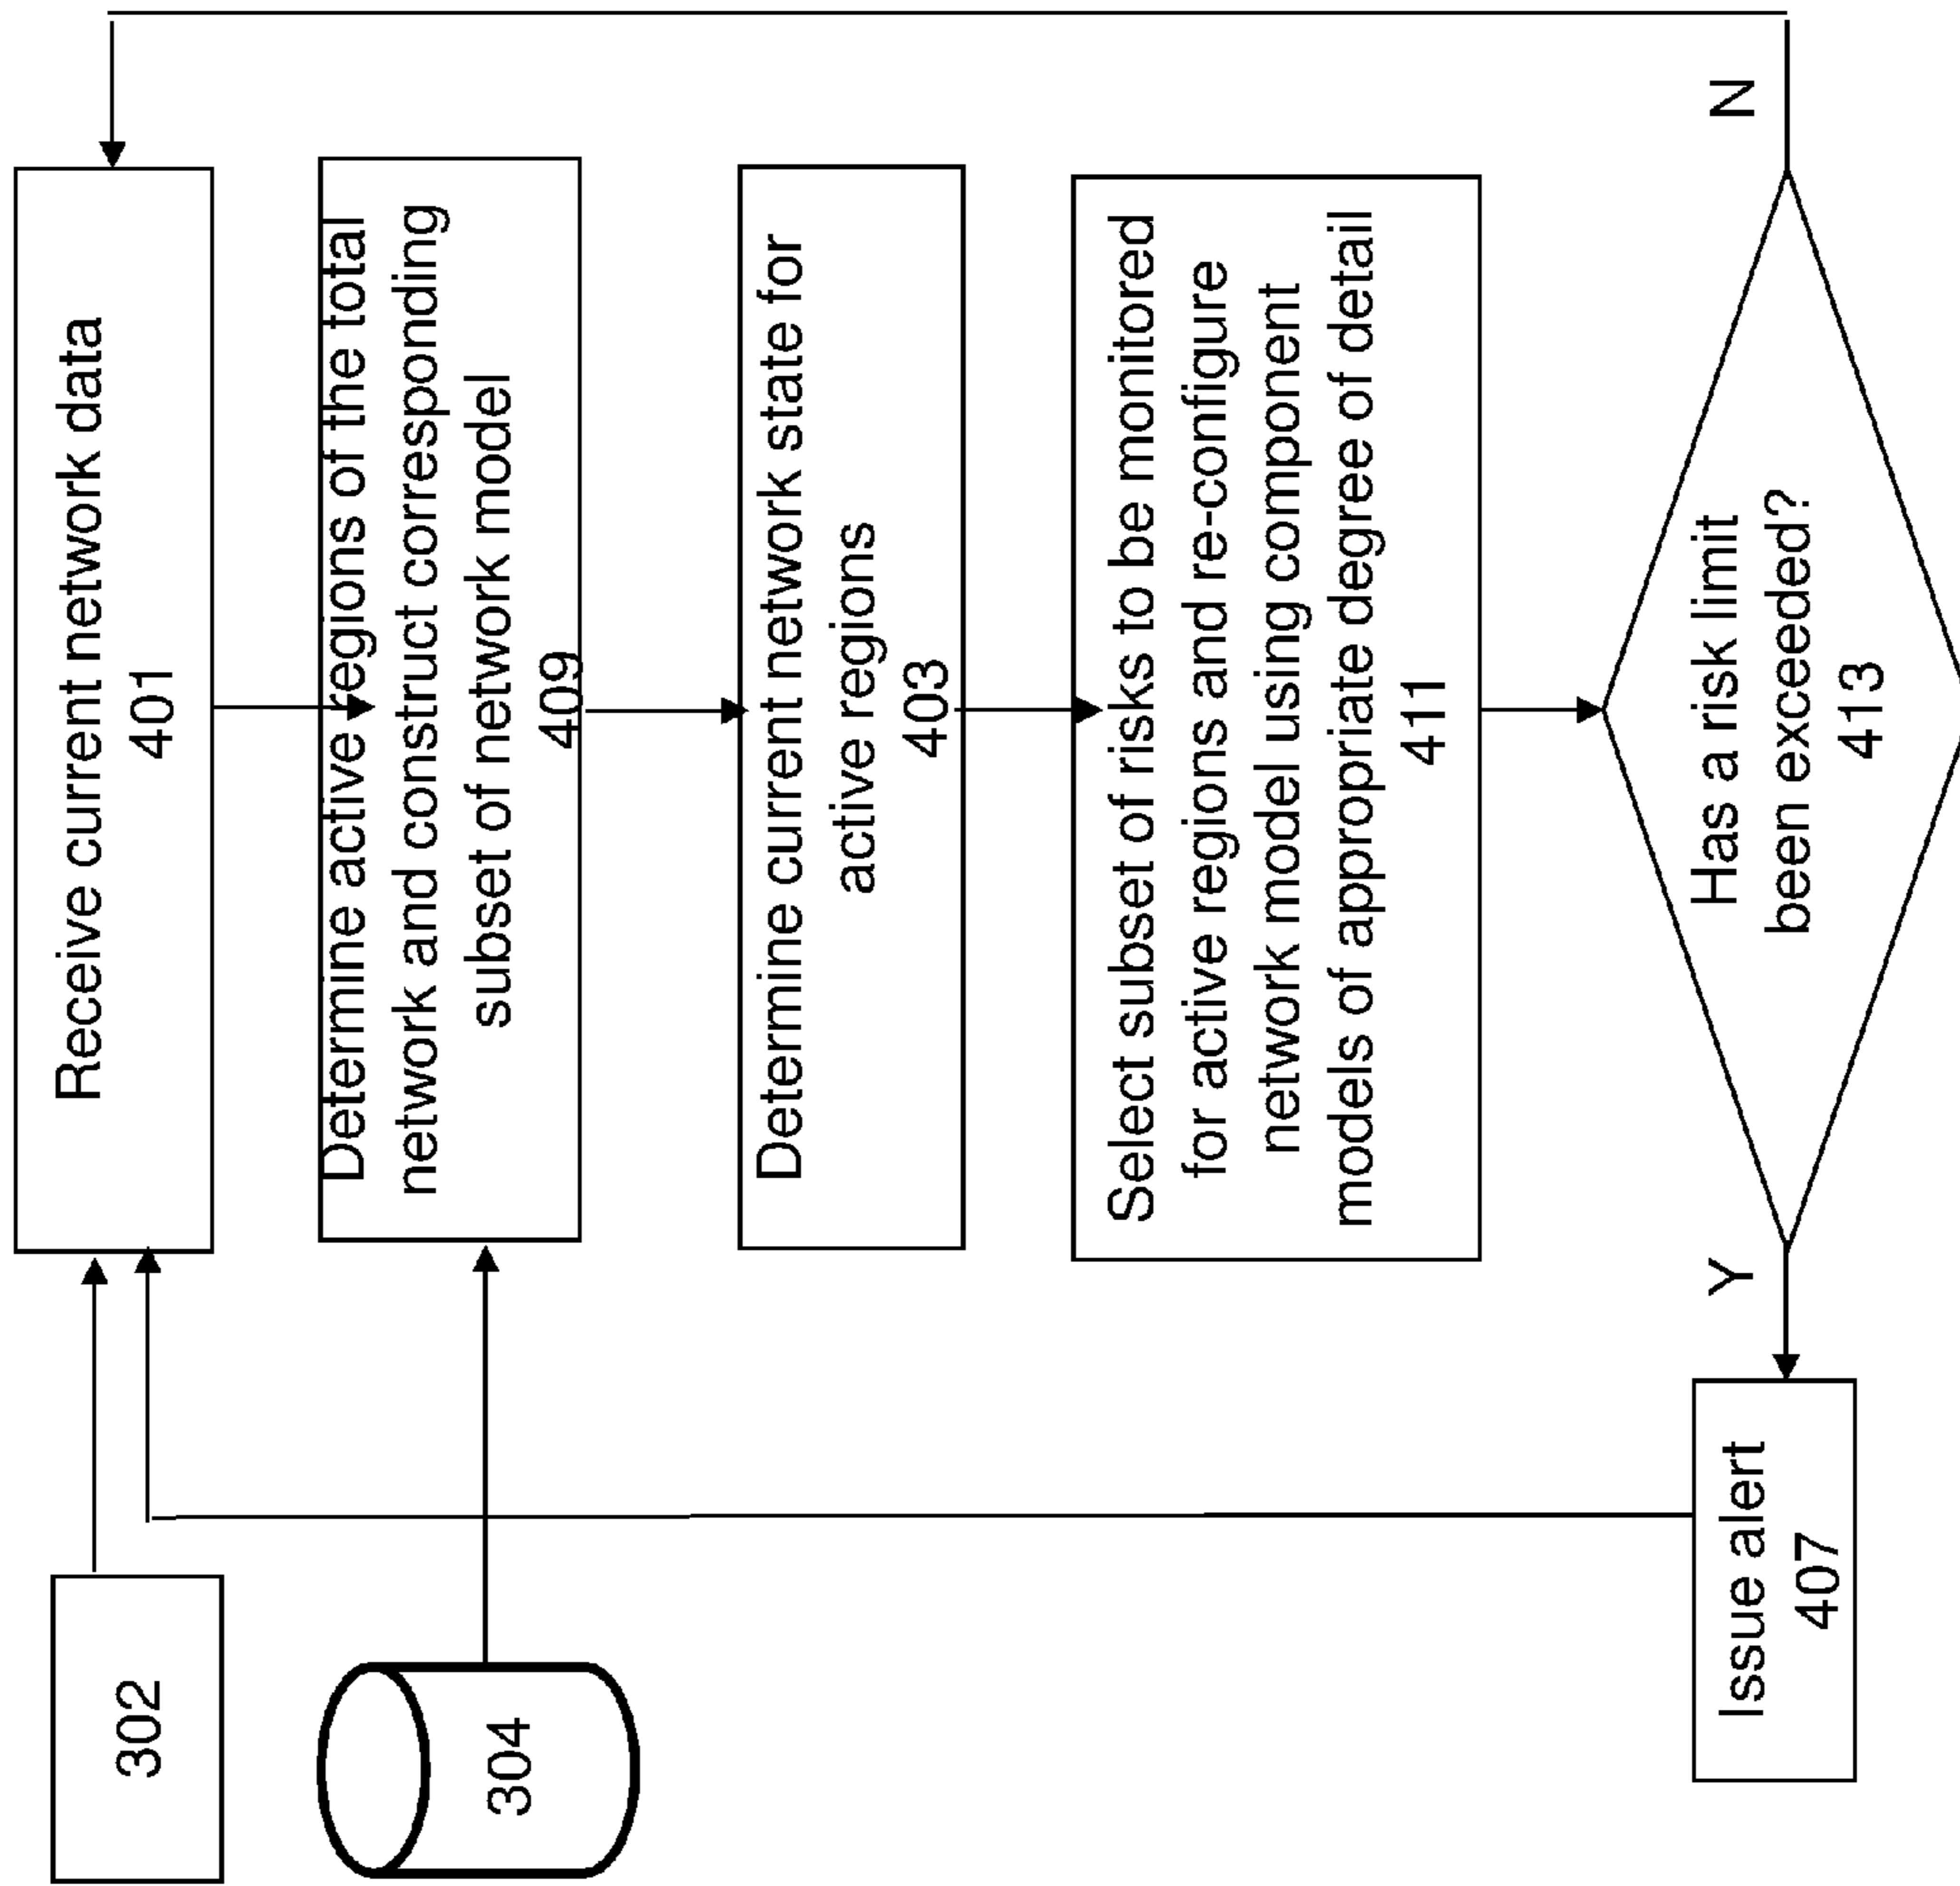 302
Receive current network data
401
304
Determine active regions of the total
network and construct corresponding
subset of network model
409
Determine current network state for
active regions
403
Select subset of risks to be monitored
for active regions and re-configure
network model using component
models of appropriate degree of detail
411
Has a risk limit
been exceeded?
413
Y
N
Issue alert
407